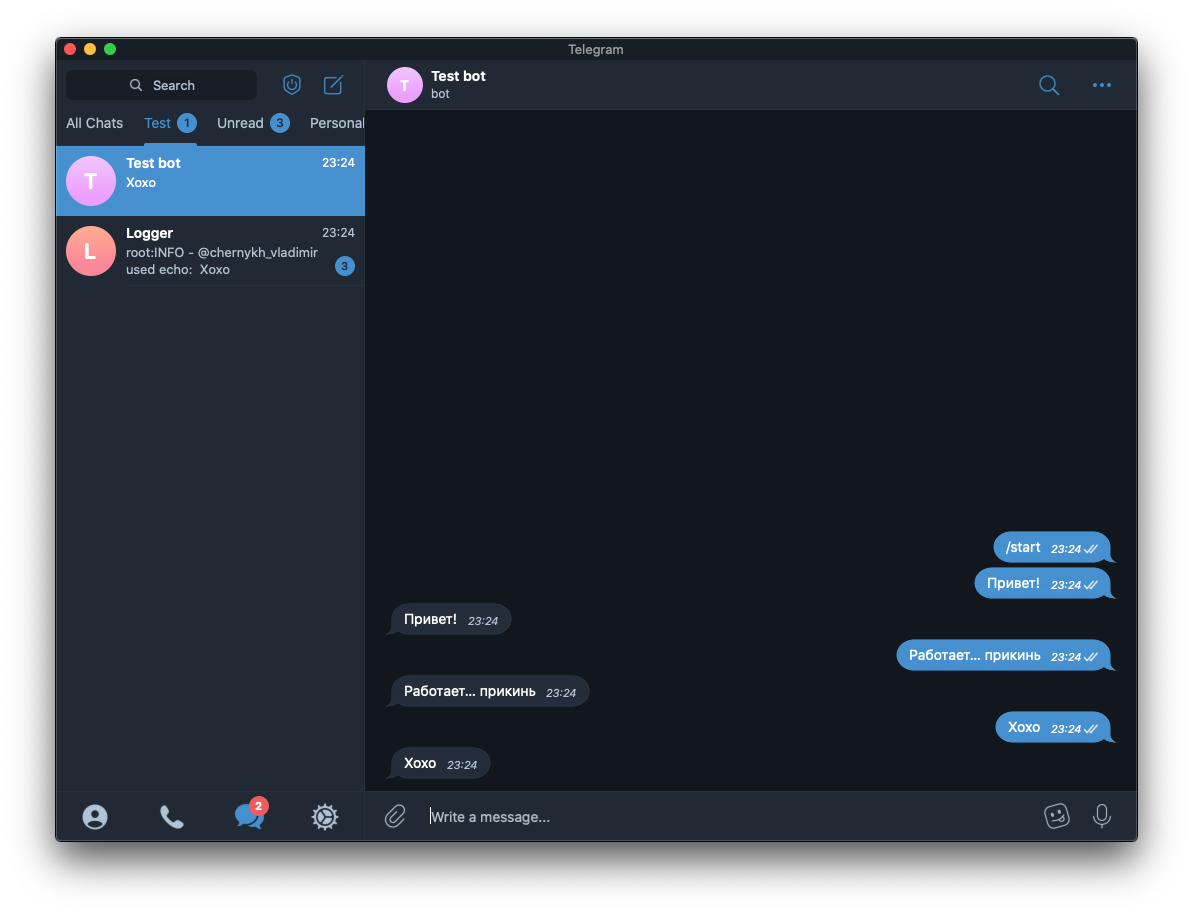 Telegram
Search
All Chats
Test 1
Unread 3
Personal
T
Test bot 23:24
Хохо
L
Logger 23:24
root:INFO - @chernykh_vladimir
used echo: Хохо
3
2
T
Test bot
bot
/start 23:24
Привет! 23:24
Привет! 23:24
Работает... прикинь 23:24
Работает... прикинь 23:24
Хохо 23:24
Хохо 23:24
Write a message...